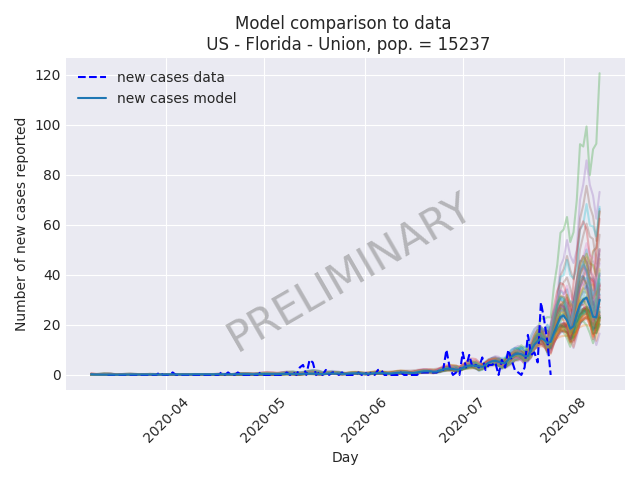 Model comparison to data
US - Florida - Union, pop. = 15237
new cases data
new cases model
120
100
80
60
40
20
0
Number of new cases reported
PRELIMINARY
2020-04
2020-05
2020-06
2020-07
2020-08
Day